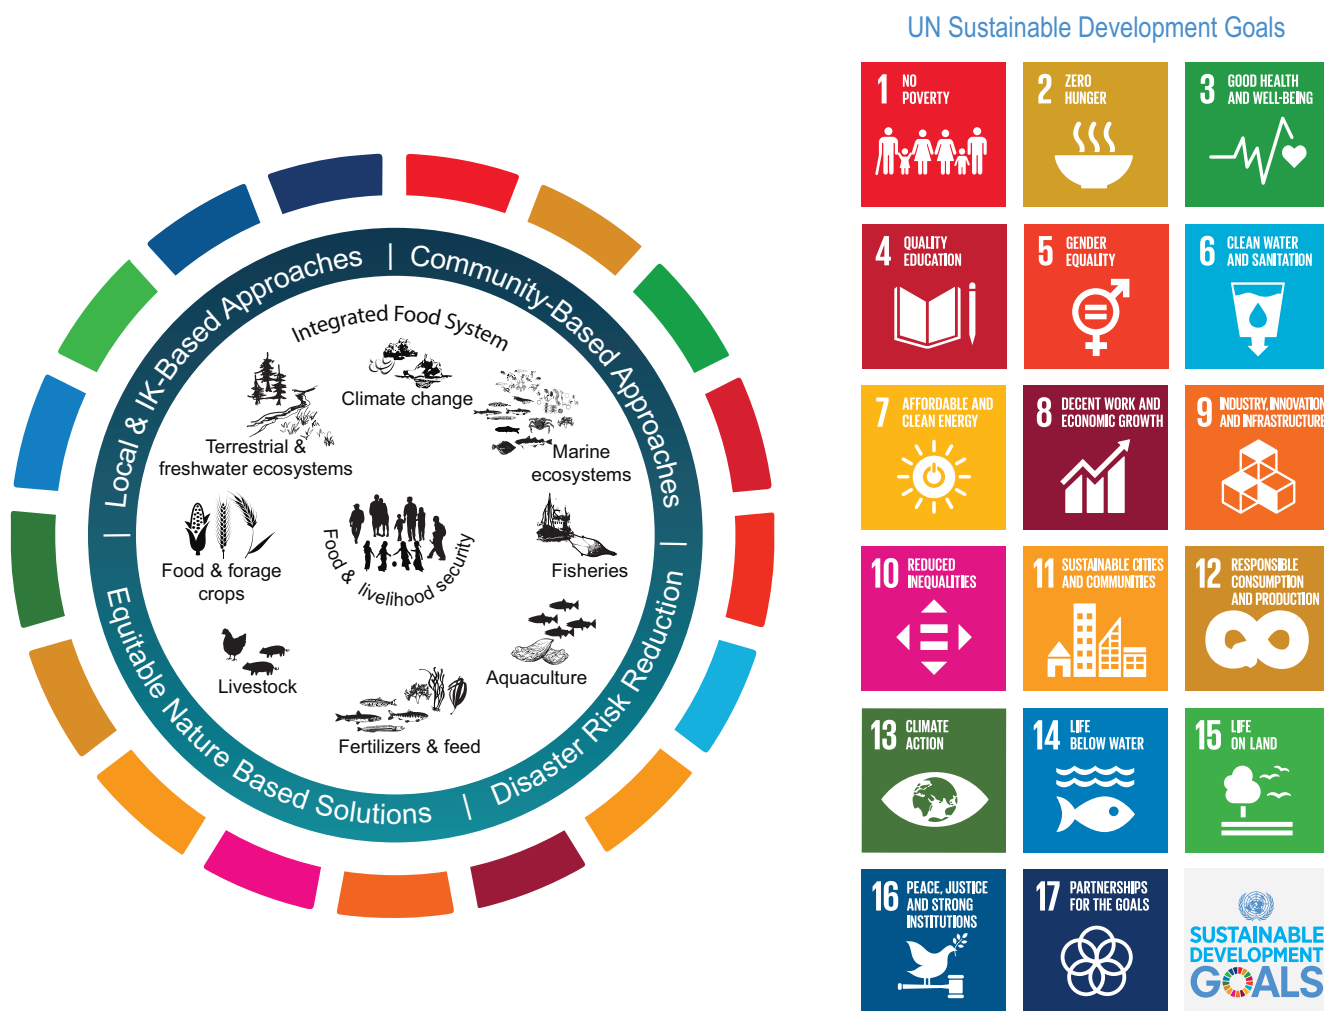 UN Sustainable Development Goals
Local & IK-Based Approaches | Community-Based Approaches |
Disaster Risk Reduction |
Equitable Nature Based Solutions |
Integrated Food System
Climate change
Terrestrial &
freshwater ecosystems
Marine
ecosystems
Food & forage
crops
Food & livelihood security
Fisheries
Livestock
Aquaculture
Fertilizers & feed
1 NO
POVERTY
2 ZERO
HUNGER
3 GOOD HEALTH
AND WELL-BEING
4 QUALITY
EDUCATION
5 GENDER
EQUALITY
6 CLEAN WATER
AND SANITATION
7 AFFORDABLE AND
CLEAN ENERGY
8 DECENT WORK AND
ECONOMIC GROWTH
9 INDUSTRY, INNOVATION
AND INFRASTRUCTURE
10 REDUCED
INEQUALITIES
11 SUSTAINABLE CITIES
AND COMMUNITIES
12 RESPONSIBLE
CONSUMPTION
AND PRODUCTION
13 CLIMATE
ACTION
14 LIFE
BELOW WATER
15 LIFE
ON LAND
16 PEACE, JUSTICE
AND STRONG
INSTITUTIONS
17 PARTNERSHIPS
FOR THE GOALS
SUSTAINABLE
DEVELOPMENT
GOALS